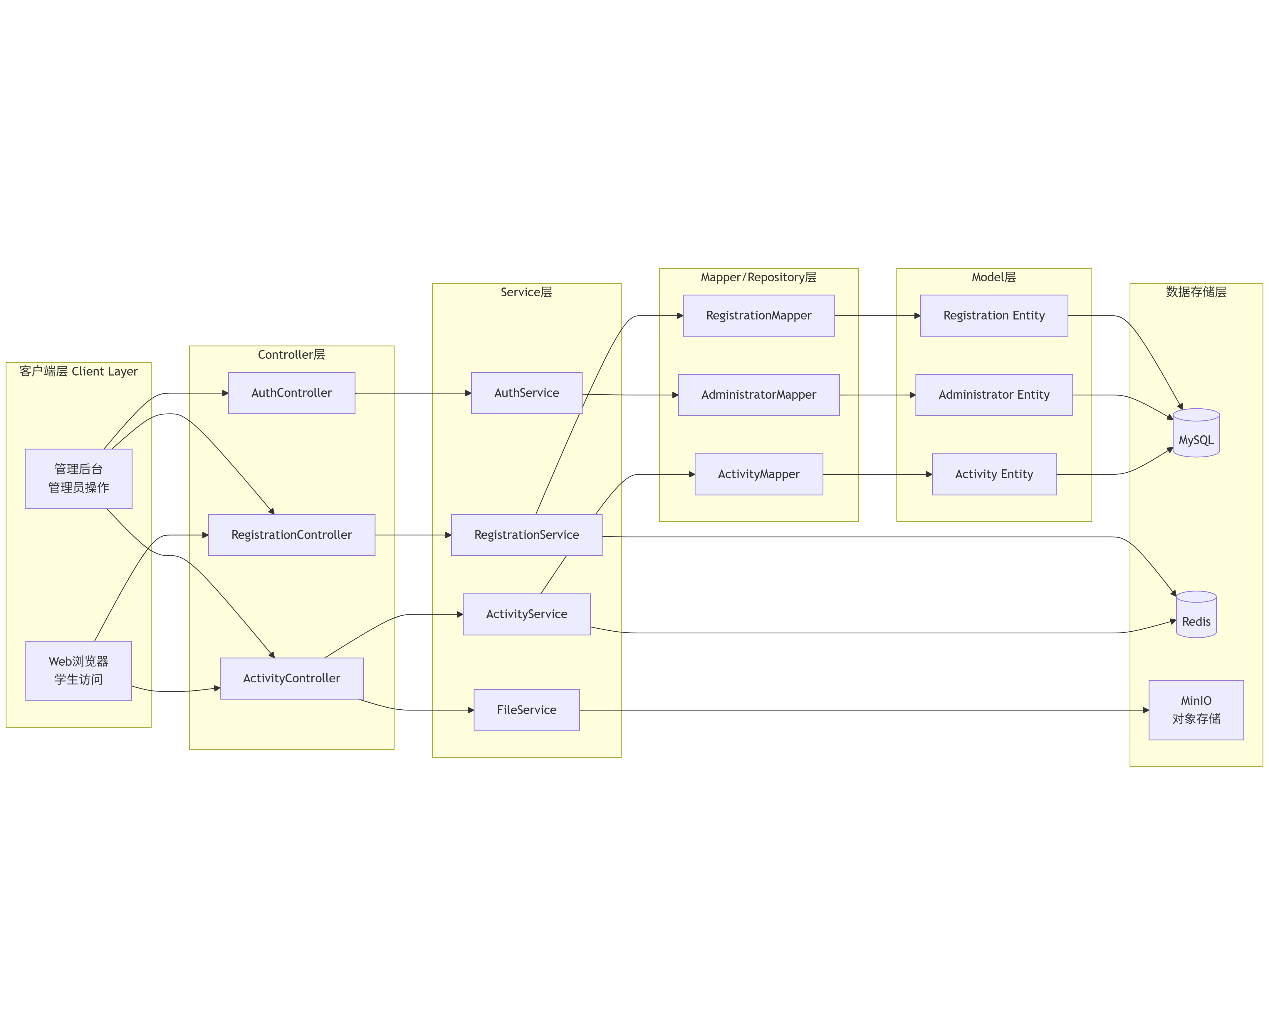 客户端层 Client Layer
管理后台
管理员操作
Web浏览器
学生访问
Controller层
AuthController
RegistrationController
ActivityController
Service层
AuthService
RegistrationService
ActivityService
FileService
Mapper/Repository层
RegistrationMapper
AdministratorMapper
ActivityMapper
Model层
Registration Entity
Administrator Entity
Activity Entity
数据存储层
MySQL
Redis
MinIO
对象存储